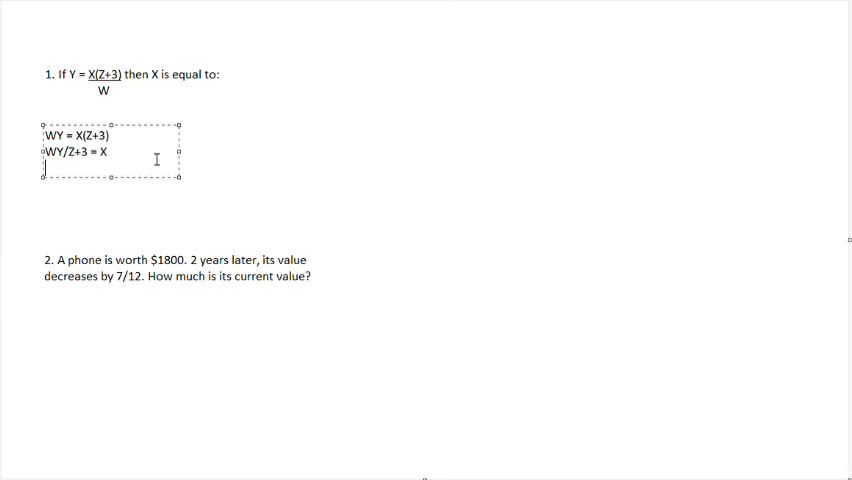 1. If Y = X(Z+3) then X is equal to:
W
WY = X(Z+3)
WY/Z+3 = X
2. A phone is worth $1800. 2 years later, its value
decreases by 7/12. How much is its current value?